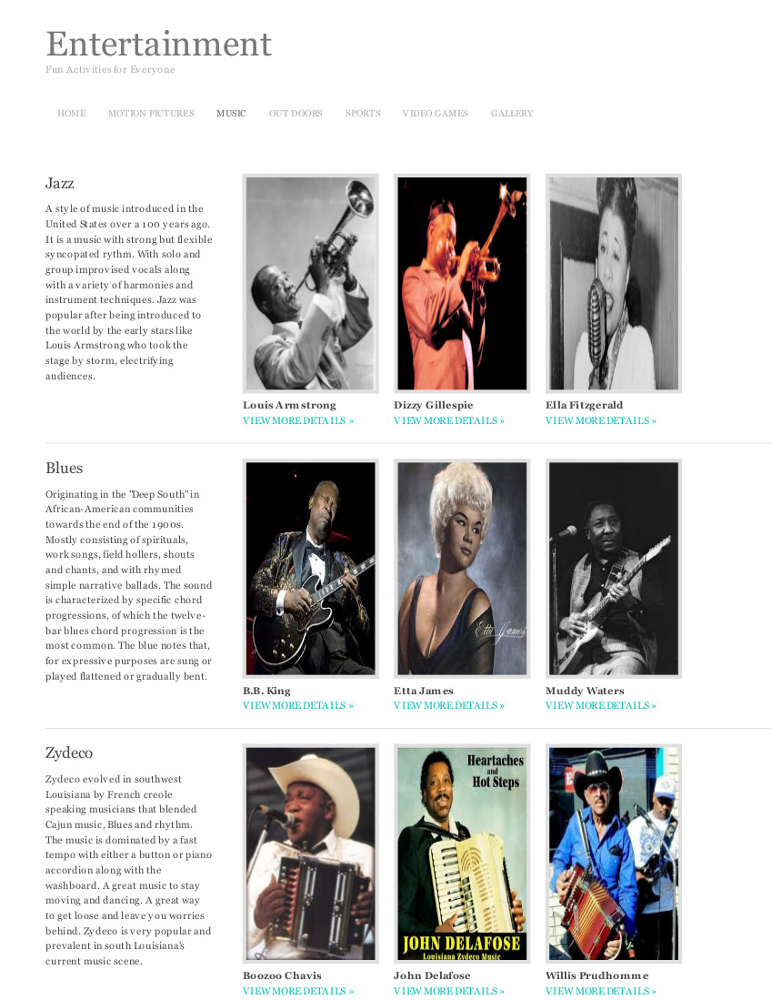 Entertainment
Fun Activities for Everyone
HOME MOTION PICTURES MUSIC OUT DOORS SPORTS VIDEO GAMES GALLERY
Jazz
A style of music introduced in the
United States over a 100 years ago.
It is a music with strong but flexible
syncopated rythm. With solo and
group improvised vocals along
with a variety of harmonies and
instrument techniques. Jazz was
popular after being introduced to
the world by the early stars like
Louis Armstrong who took the
stage by storm, electrifying
audiences.
Louis Armstrong
VIEW MORE DETAILS »
Dizzy Gillespie
VIEW MORE DETAILS »
Ella Fitzgerald
VIEW MORE DETAILS »
Blues
Originating in the "Deep South" in
African-American communities
towards the end of the 1900s.
Mostly consisting of spirituals,
work songs, field hollers, shouts
and chants, and with rhymed
simple narrative ballads. The sound
is characterized by specific chord
progressions, of which the twelve-
bar blues chord progression is the
most common. The blue notes that,
for expressive purposes are sung or
played flattened or gradually bent.
B.B. King
VIEW MORE DETAILS »
Etta James
Etta James
VIEW MORE DETAILS »
Muddy Waters
VIEW MORE DETAILS »
Zydeco
Zydeco evolved in southwest
Louisiana by French creole
speaking musicians that blended
Cajun music, Blues and rhythm.
The music is dominated by a fast
tempo with either a button or piano
accordion along with the
washboard. A great music to stay
moving and dancing. A great way
to get loose and leave you worries
behind. Zydeco is very popular and
prevalent in south Louisiana's
current music scene.
Boozoo Chavis
VIEW MORE DETAILS »
Heartaches
and
Hot Steps
JOHN DELAFOSE
Louisiana Zydeco Music
John Delafose
VIEW MORE DETAILS »
Willis Prudhomme
VIEW MORE DETAILS »